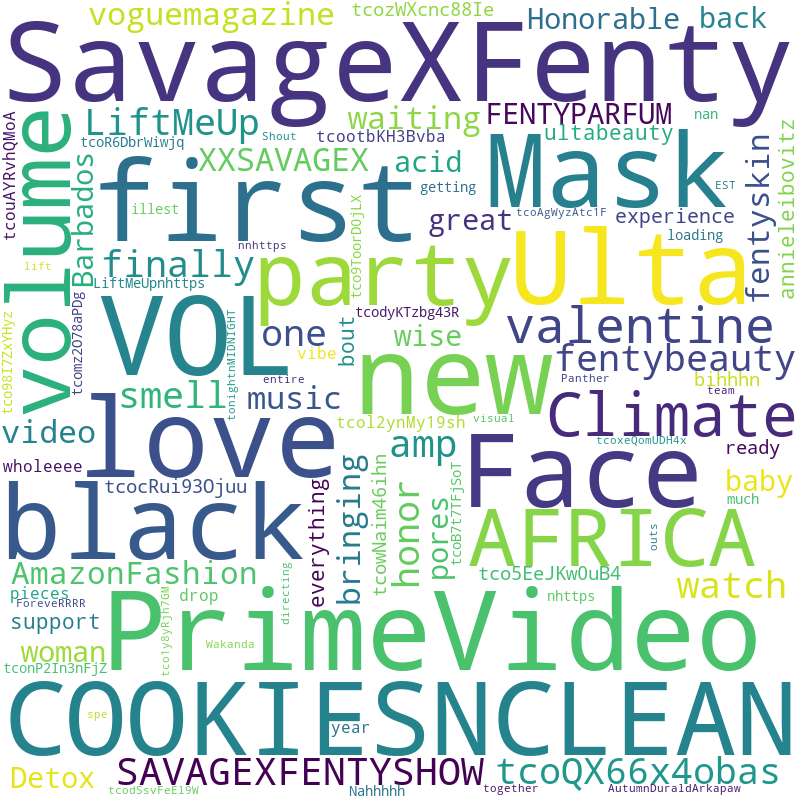 voguemagazine tcozWXcnc88Ie Honorable back
SavageXFenty
volume
LiftMeUp
waiting
FENTYPARFUM
nan
tcouAYRvhQMoA
tcoR6DbrWiwjq
Shout
tcootbKH3Bvba
ultabeauty
annieleibovitz
Barbados
XXSAVAGEX
acid
Mask
fentyskin
EST
first
illest
getting
great
tcoAgWyzAtc1F
experience
loading
nnhttps
tco9ToorDOjLX
finally
party
Ulta
lift
LiftMeUpnhttps
tco98I7ZxYHyz
tcomz2O78aPDg
VOL
tonightnMIDNIGHT
one
vibe
bout
tcodyKTzbg43R
wise
valentine
new
fentybeauty
entire
Panther
bihhhn
team
smell
music
love
tcol2ynMy19sh
visual
Climate
video
amp
tcoxeQomUDH4x
ready
wholeeee
tcocRui93Ojuu
Face
baby
much
black
everything
bringing
tcowNaim46ihn
honor
pores
tcoB7t7TFjSoT
AFRICA
outs
AmazonFashion
tco5EeJKw0uB4
watch
pieces
ForeveRRRR
drop
tco1y8yRjh7GM
directing
nhttps
support
PrimeVideo
woman
Wakanda
tconP2In3nFjZ
COOKIESNCLEAN
spe
year
Detox
SAVAGEXFENTYSHOW
tcoQX66x4obas
tcodSsvFeE19W
Nahhhhh
together
AutumnDuraldArkapaw